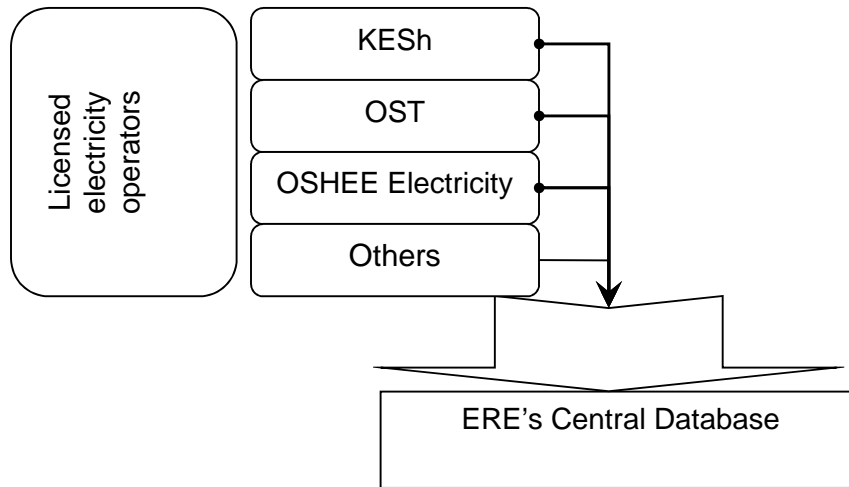 Licensed
electricity
operators
KESh
OST
OSHEE Electricity
Others
ERE’s Central Database